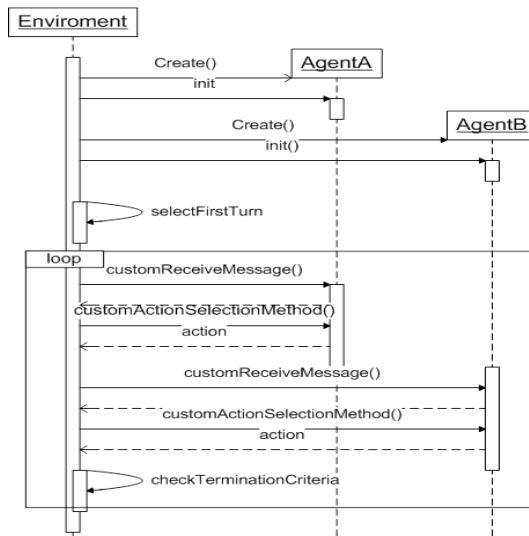 Enviroment
Create()
AgentA
init
Create()
AgentB
init()
selectFirstTurn
loop
customReceiveMessage()
customActionSelectionMethod()
action
customReceiveMessage()
customActionSelectionMethod()
action
checkTerminationCriteria